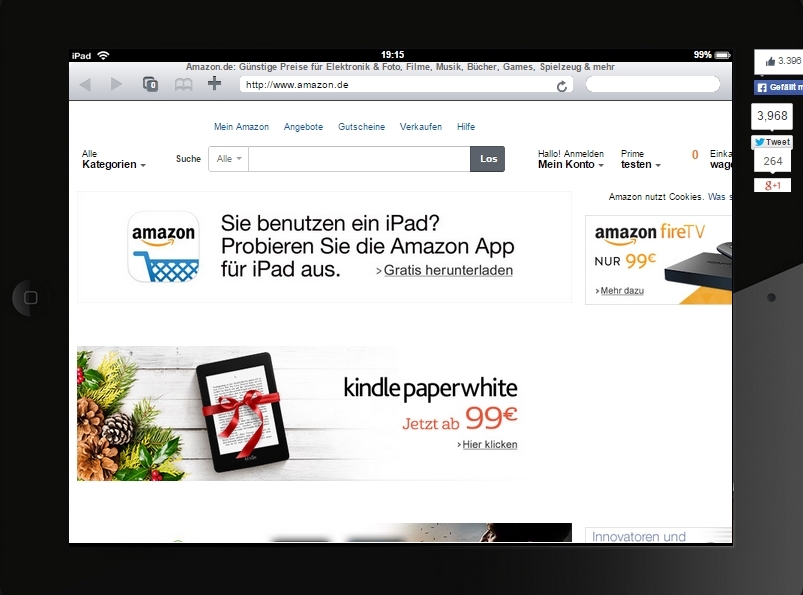 iPad 19:15 99%
Amazon.de: Günstige Preise für Elektronik & Foto, Filme, Musik, Bücher, Games, Spielzeug & mehr
0 http://www.amazon.de
3.396
Gefällt m
3,968
Tweet
264
g+1
Mein Amazon Angebote Gutscheine Verkaufen Hilfe
Alle
Kategorien
Suche Alle Los
Hallo! Anmelden
Mein Konto
Prime
testen
0
Einka
wage
Amazon nutzt Cookies. Was s
amazon
Sie benutzen ein iPad?
Probieren Sie die Amazon App
für iPad aus. >Gratis herunterladen
amazon fireTV
NUR 99€
>Mehr dazu
kindle paperwhite
Jetzt ab 99€
>Hier klicken
kindle
Innovatoren und